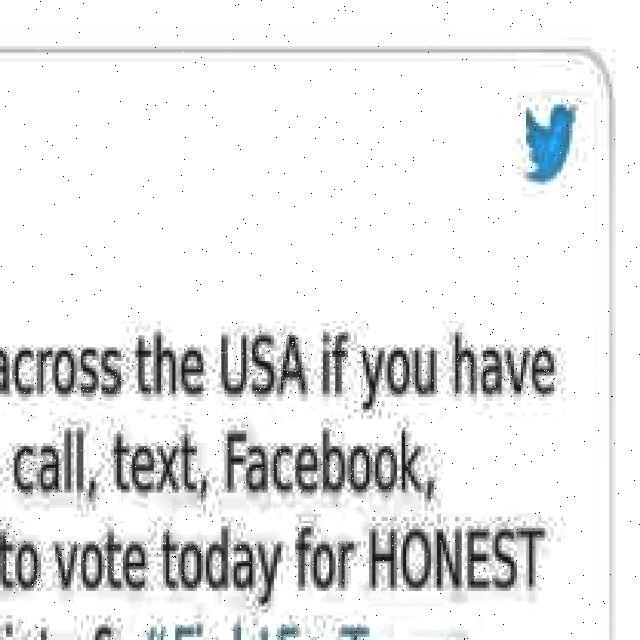 across the USA if you have
call, text, Facebook,
to vote today for HONEST